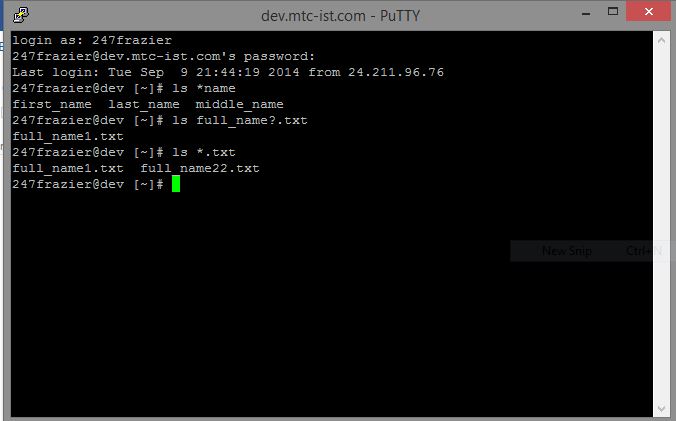 dev.mtc-ist.com - PuTTY
login as: 247frazier
247frazier@dev.mtc-ist.com's password:
Last login: Tue Sep  9 21:44:19 2014 from 24.211.96.76
247frazier@dev [~]# ls *name
first_name  last_name  middle_name
247frazier@dev [~]# ls full_name?.txt
full_name1.txt
247frazier@dev [~]# ls *.txt
full_name1.txt  full_name22.txt
247frazier@dev [~]#
New Snip Ctrl+N